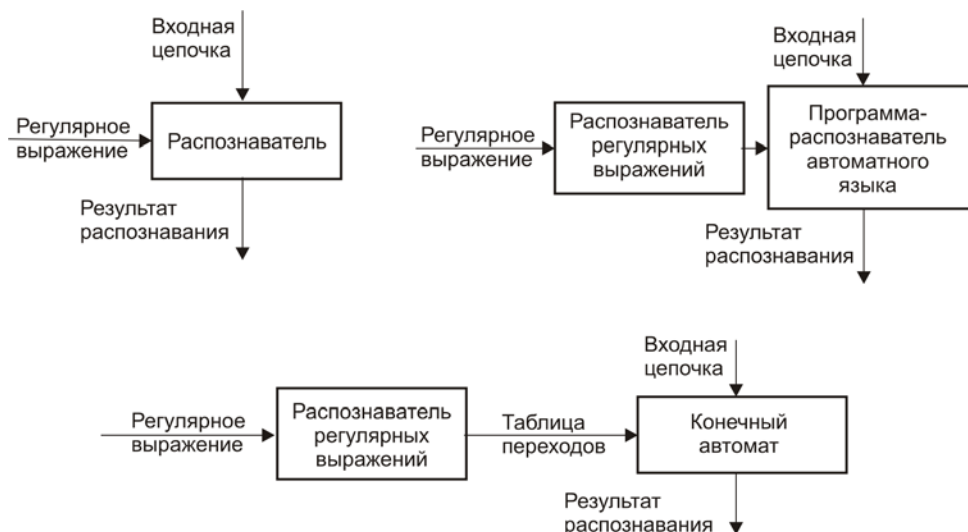 Входная
цепочка
Регулярное
выражение
Распознаватель
Результат
распознавания
Входная
цепочка
Регулярное
выражение
Распознаватель
регулярных
выражений
Программа-
распознаватель
автоматного
языка
Результат
распознавания
Входная
цепочка
Регулярное
выражение
Распознаватель
регулярных
выражений
Таблица
переходов
Конечный
автомат
Результат
распознавания